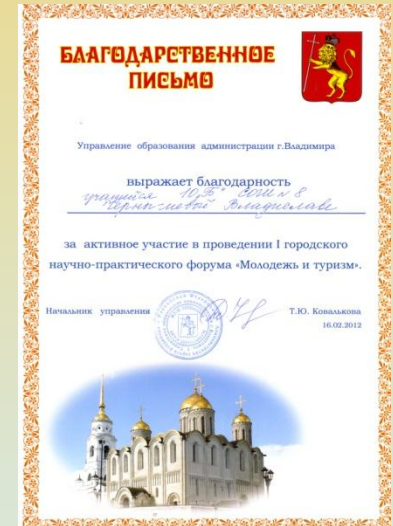 БЛАГОДАРСТВЕННОЕ
ПИСЬМО
Управление образования администрации г.Владимира
выражает благодарность
10 „Б" СОШ № 8
Владиславе
за активное участие в проведении I городского
научно-практического форума «Молодежь и туризм».
Начальник управления Т.Ю. Ковалькова
16.02.2012